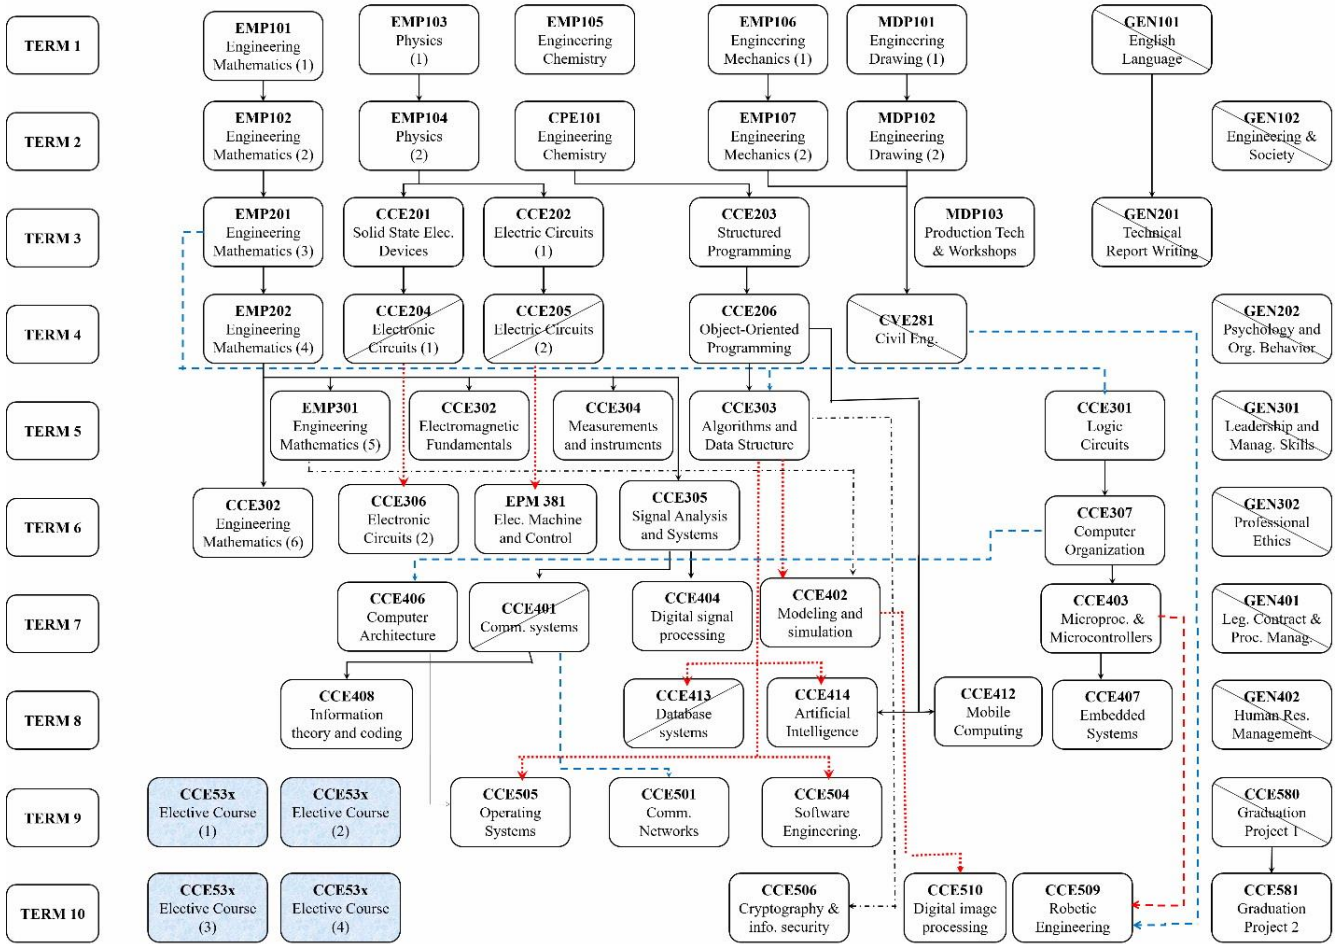 TERM 1
EMP101
Engineering
Mathematics (1)
EMP103
Physics
(1)
EMP105
Engineering
Chemistry
EMP106
Engineering
Mechanics (1)
MDP101
Engineering
Drawing (1)
GEN101
English
Language
TERM 2
EMP102
Engineering
Mathematics (2)
EMP104
Physics
(2)
CPE101
Engineering
Chemistry
EMP107
Engineering
Mechanics (2)
MDP102
Engineering
Drawing (2)
GEN102
Engineering &
Society
TERM 3
EMP201
Engineering
Mathematics (3)
CCE201
Solid State Elec.
Devices
CCE202
Electric Circuits
(1)
CCE203
Structured
Programming
MDP103
Production Tech
& Workshops
GEN201
Technical
Report Writing
TERM 4
EMP202
Engineering
Mathematics (4)
CCE204
Electronic
Circuits (1)
CCE205
Electric Circuits
(2)
CCE206
Object-Oriented
Programming
CVE281
Civil Eng.
GEN202
Psychology and
Org. Behavior
TERM 5
EMP301
Engineering
Mathematics (5)
CCE302
Electromagnetic
Fundamentals
CCE304
Measurements
and instruments
CCE303
Algorithms and
Data Structure
CCE301
Logic
Circuits
GEN301
Leadership and
Manag. Skills
TERM 6
CCE302
Engineering
Mathematics (6)
CCE306
Electronic
Circuits (2)
EPM 381
Elec. Machine
and Control
CCE305
Signal Analysis
and Systems
CCE307
Computer
Organization
GEN302
Professional
Ethics
TERM 7
CCE406
Computer
Architecture
CCE401
Comm. systems
CCE404
Digital signal
processing
CCE402
Modeling and
simulation
CCE403
Microproc. &
Microcontrollers
GEN401
Leg. Contract &
Proc. Manag.
TERM 8
CCE408
Information
theory and coding
CCE413
Database
systems
CCE414
Artificial
Intelligence
CCE412
Mobile
Computing
CCE407
Embedded
Systems
GEN402
Human Res.
Management
TERM 9
CCE53x
Elective Course
(1)
CCE53x
Elective Course
(2)
CCE505
Operating
Systems
CCE501
Comm.
Networks
CCE504
Software
Engineering.
CCE580
Graduation
Project 1
TERM 10
CCE53x
Elective Course
(3)
CCE53x
Elective Course
(4)
CCE506
Cryptography &
info. security
CCE510
Digital image
processing
CCE509
Robotic
Engineering
CCE581
Graduation
Project 2